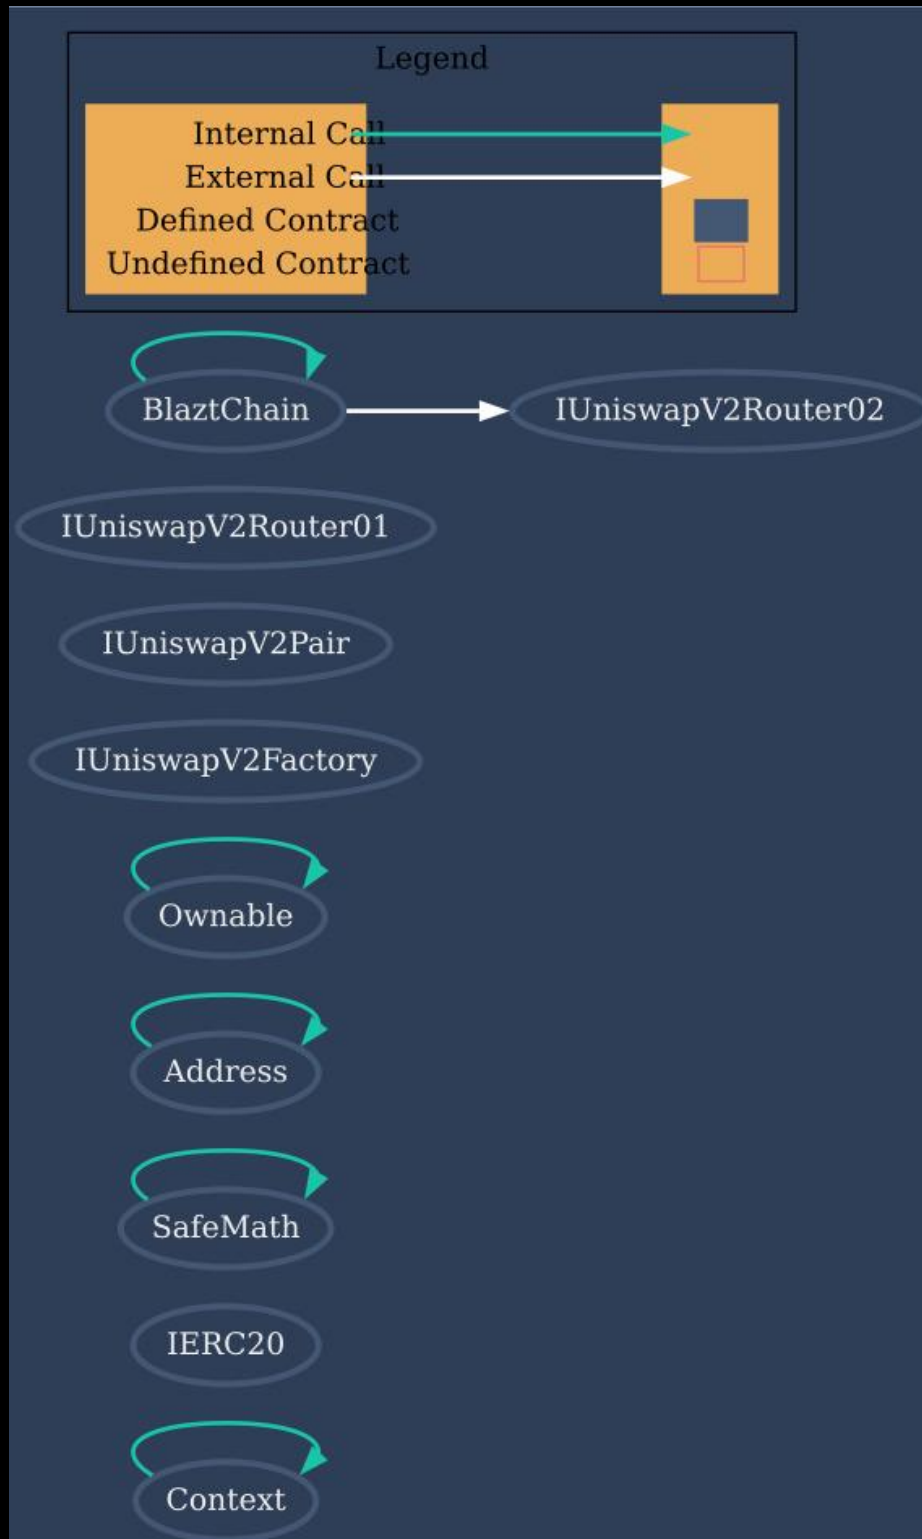 Legend
Internal Call
External Call
Defined Contract
Undefined Contract
BlaztChain
IUniswapV2Router02
IUniswapV2Router01
IUniswapV2Pair
IUniswapV2Factory
Ownable
Address
SafeMath
IERC20
Context